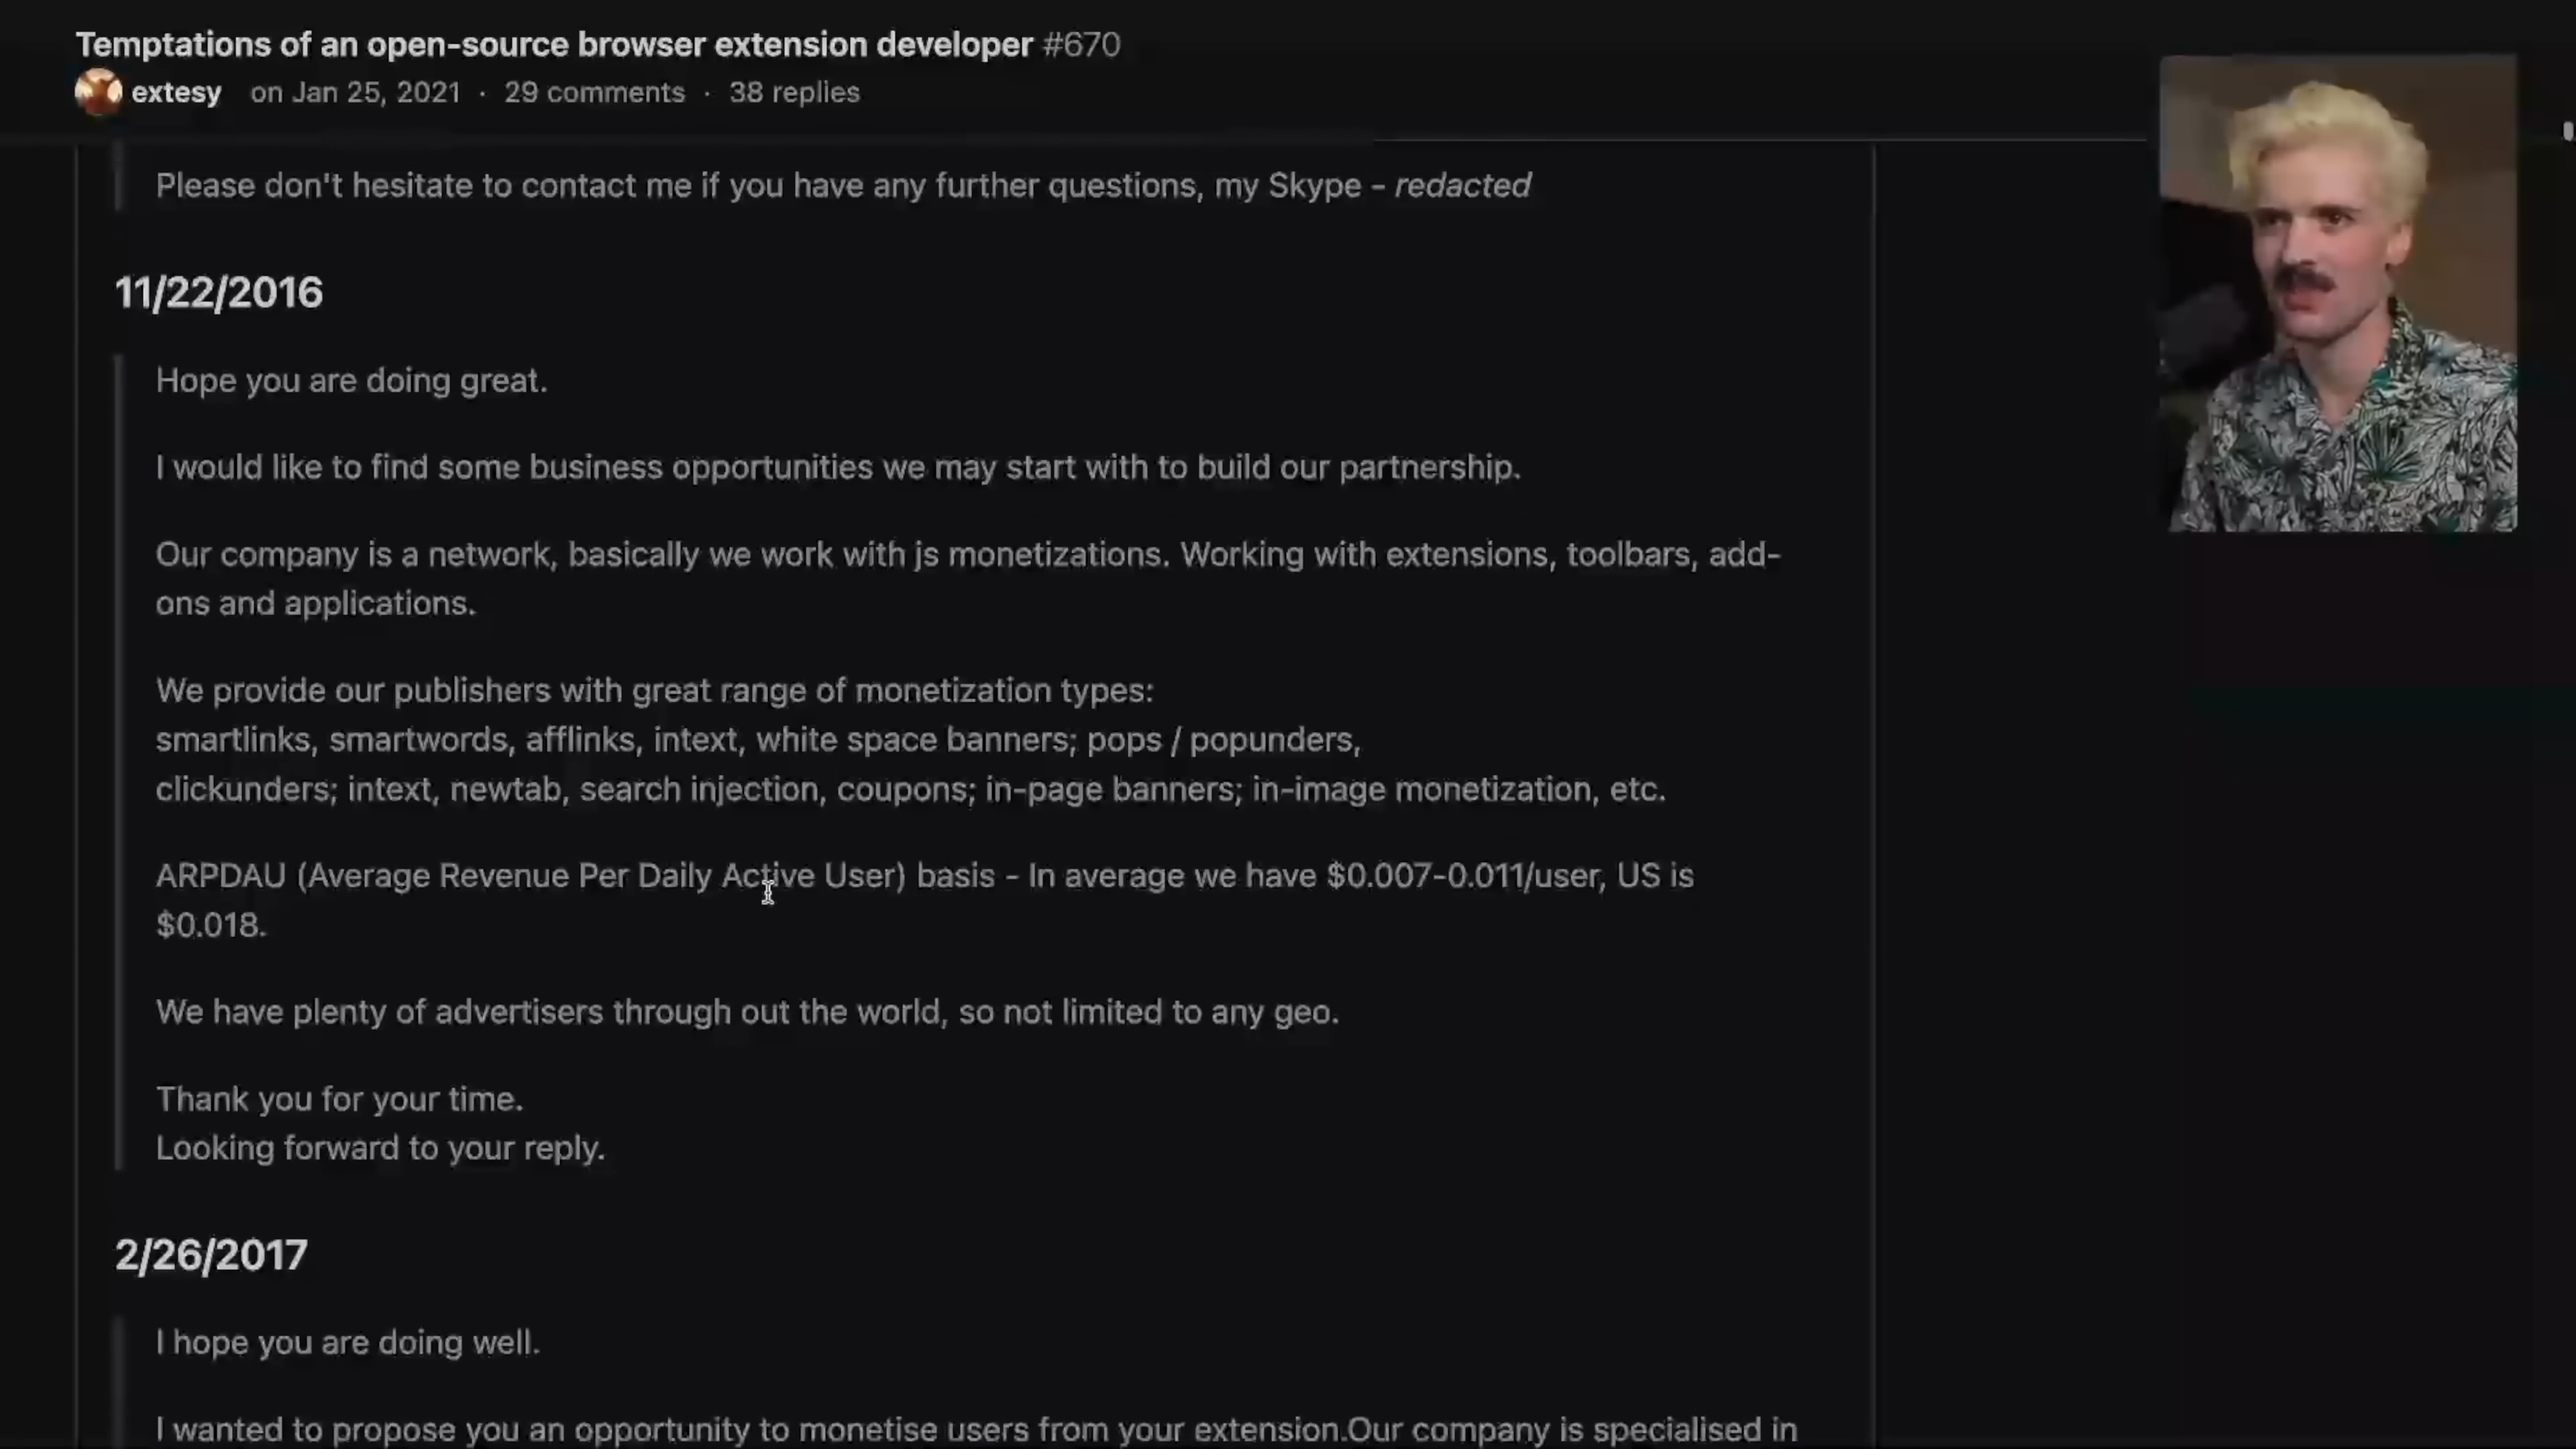 Temptations of an open-source browser extension developer #670
extesy on Jan 25, 2021 · 29 comments · 38 replies
Please don't hesitate to contact me if you have any further questions, my Skype - redacted
11/22/2016
Hope you are doing great.
I would like to find some business opportunities we may start with to build our partnership.
Our company is a network, basically we work with js monetizations. Working with extensions, toolbars, add-
ons and applications.
We provide our publishers with great range of monetization types:
smartlinks, smartwords, afflinks, intext, white space banners; pops / popunders,
clickunders; intext, newtab, search injection, coupons; in-page banners; in-image monetization, etc.
ARPDAU (Average Revenue Per Daily Active User) basis - In average we have $0.007-0.011/user, US is
$0.018.
We have plenty of advertisers through out the world, so not limited to any geo.
Thank you for your time.
Looking forward to your reply.
2/26/2017
I hope you are doing well.
I wanted to propose you an opportunity to monetise users from your extension.Our company is specialised in